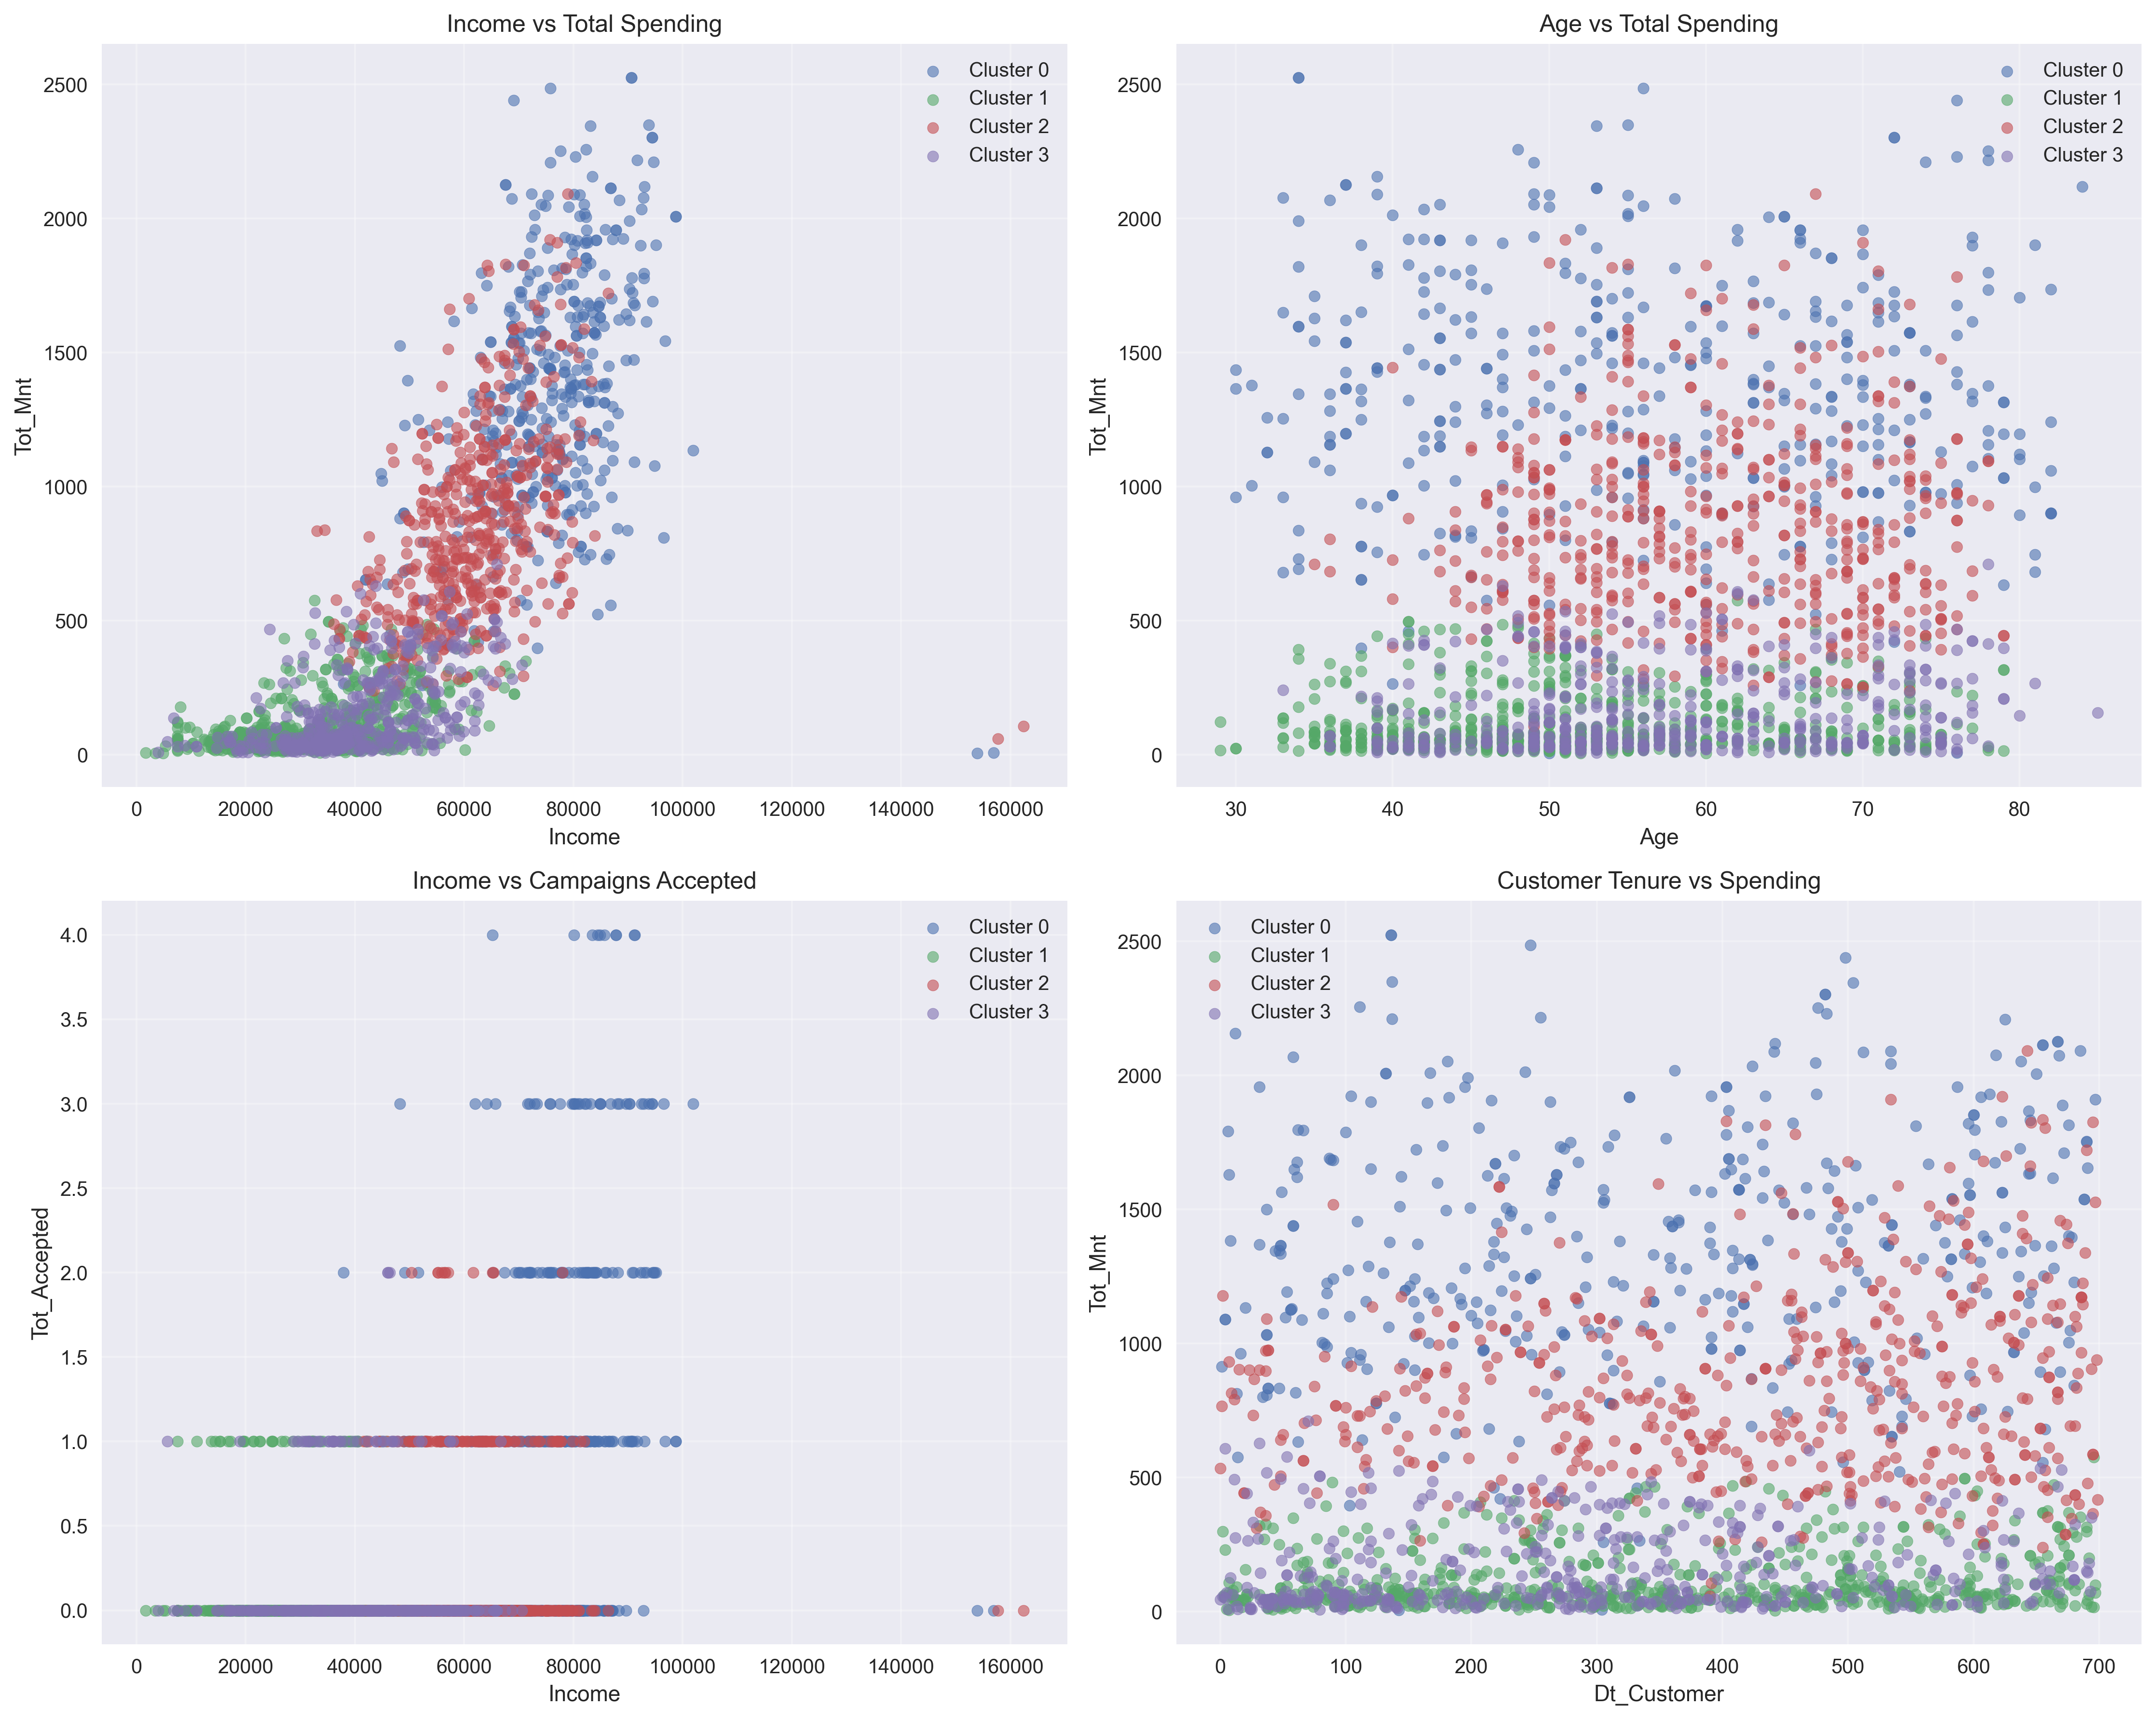 Income vs Total Spending
Tot_Mnt
2500
2000
1500
1000
500
0
0 20000 40000 60000 80000 100000 120000 140000 160000
Income
Cluster 0
Cluster 1
Cluster 2
Cluster 3
Age vs Total Spending
Tot_Mnt
2500
2000
1500
1000
500
0
30 40 50 60 70 80
Age
Cluster 0
Cluster 1
Cluster 2
Cluster 3
Income vs Campaigns Accepted
Tot_Accepted
4.0
3.5
3.0
2.5
2.0
1.5
1.0
0.5
0.0
0 20000 40000 60000 80000 100000 120000 140000 160000
Income
Cluster 0
Cluster 1
Cluster 2
Cluster 3
Customer Tenure vs Spending
Tot_Mnt
2500
2000
1500
1000
500
0
0 100 200 300 400 500 600 700
Dt_Customer
Cluster 0
Cluster 1
Cluster 2
Cluster 3